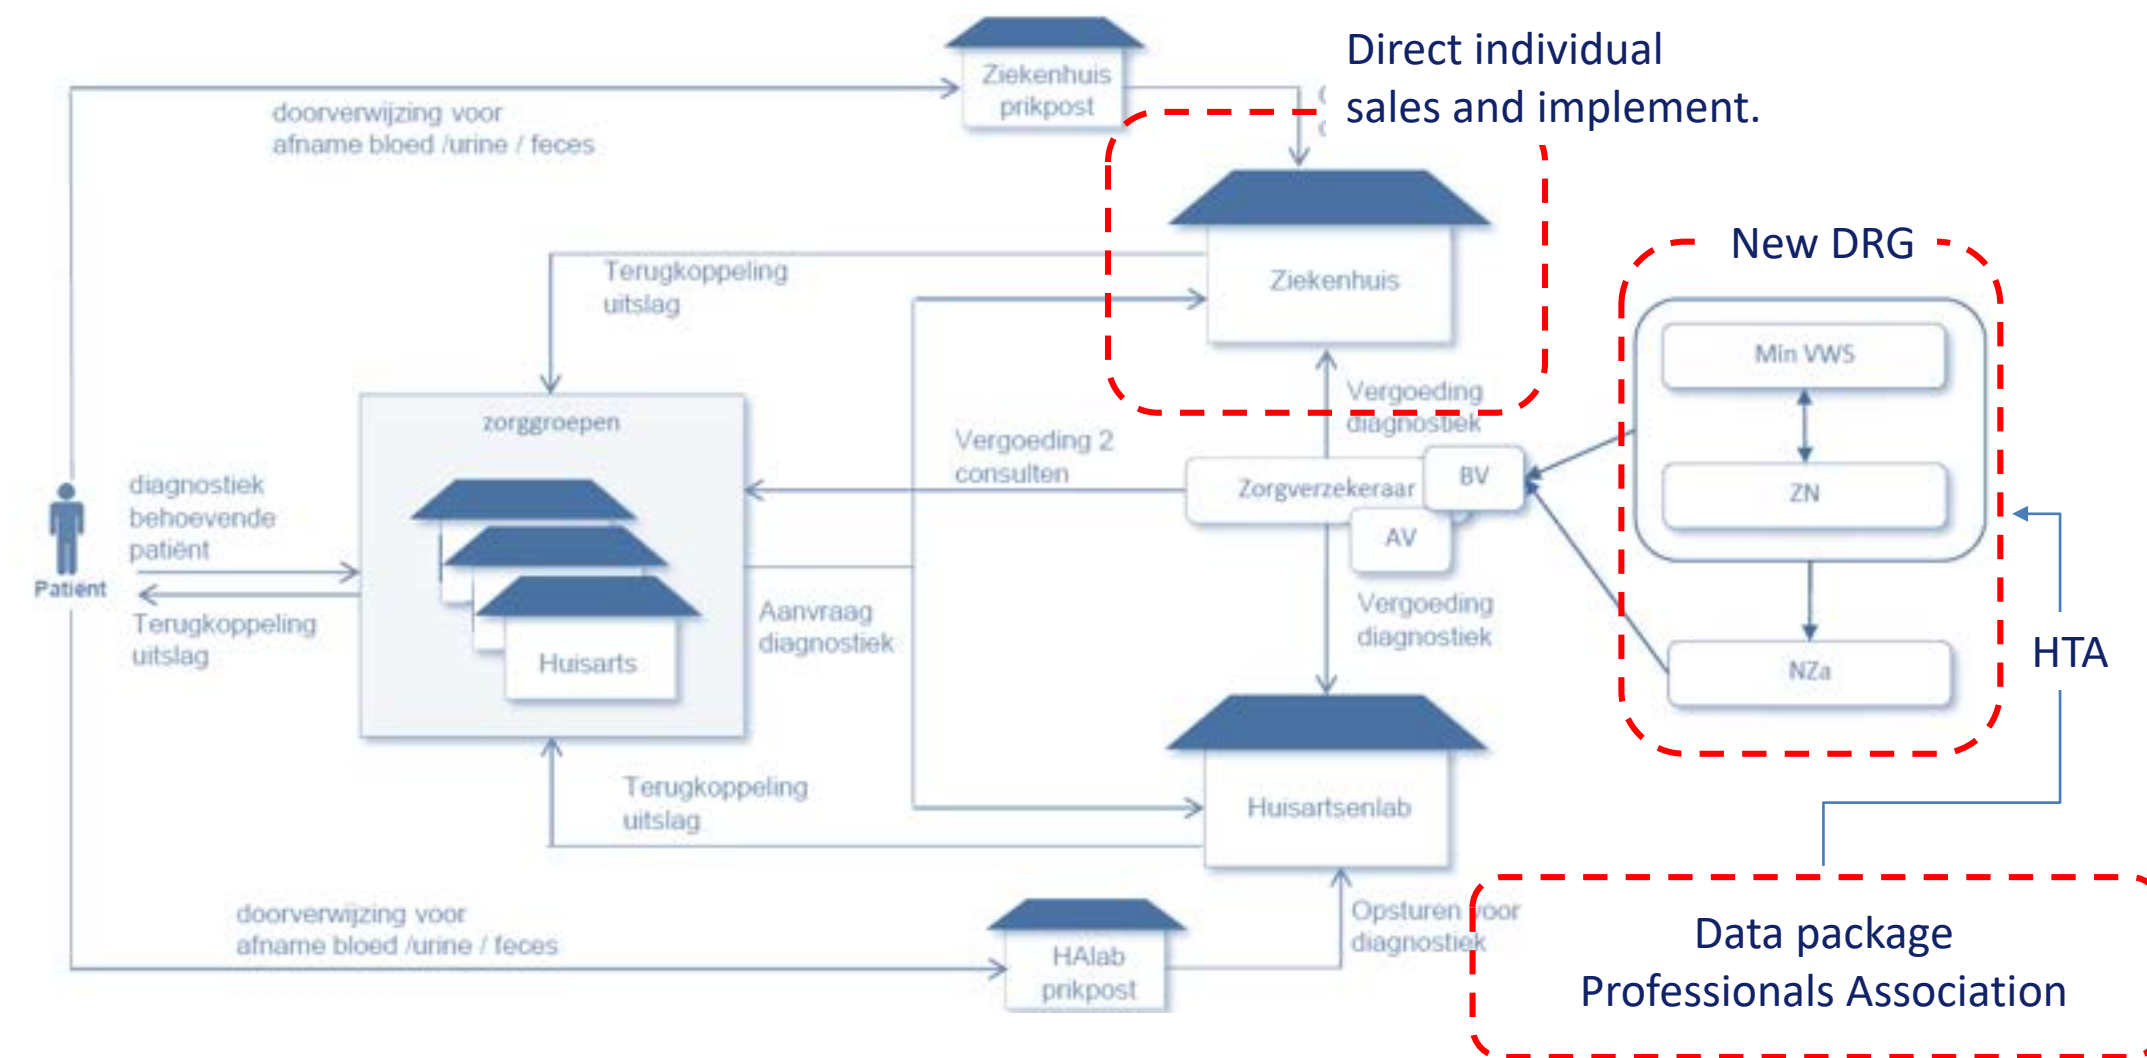 Direct individual
sales and implement.
Ziekenhuis
prikpost
doorverwijzing voor
afname bloed /urine / feces
New DRG
Terugkoppeling
uitslag
Ziekenhuis
Min VWS
Vergoeding
diagnostiek
zorggroepen
Vergoeding 2
consulten
Zorgverzekeraar
BV
ZN
AV
diagnostiek
behoevende
patiënt
Patient
Terugkoppeling
uitslag
Aanvraag
diagnostiek
Huisarts
Vergoeding
diagnostiek
HTA
NZa
Terugkoppeling
uitslag
Huisartsenlab
doorverwijzing voor
afname bloed /urine / feces
HAlab
prikpost
Opsturen voor
diagnostiek
Data package
Professionals Association